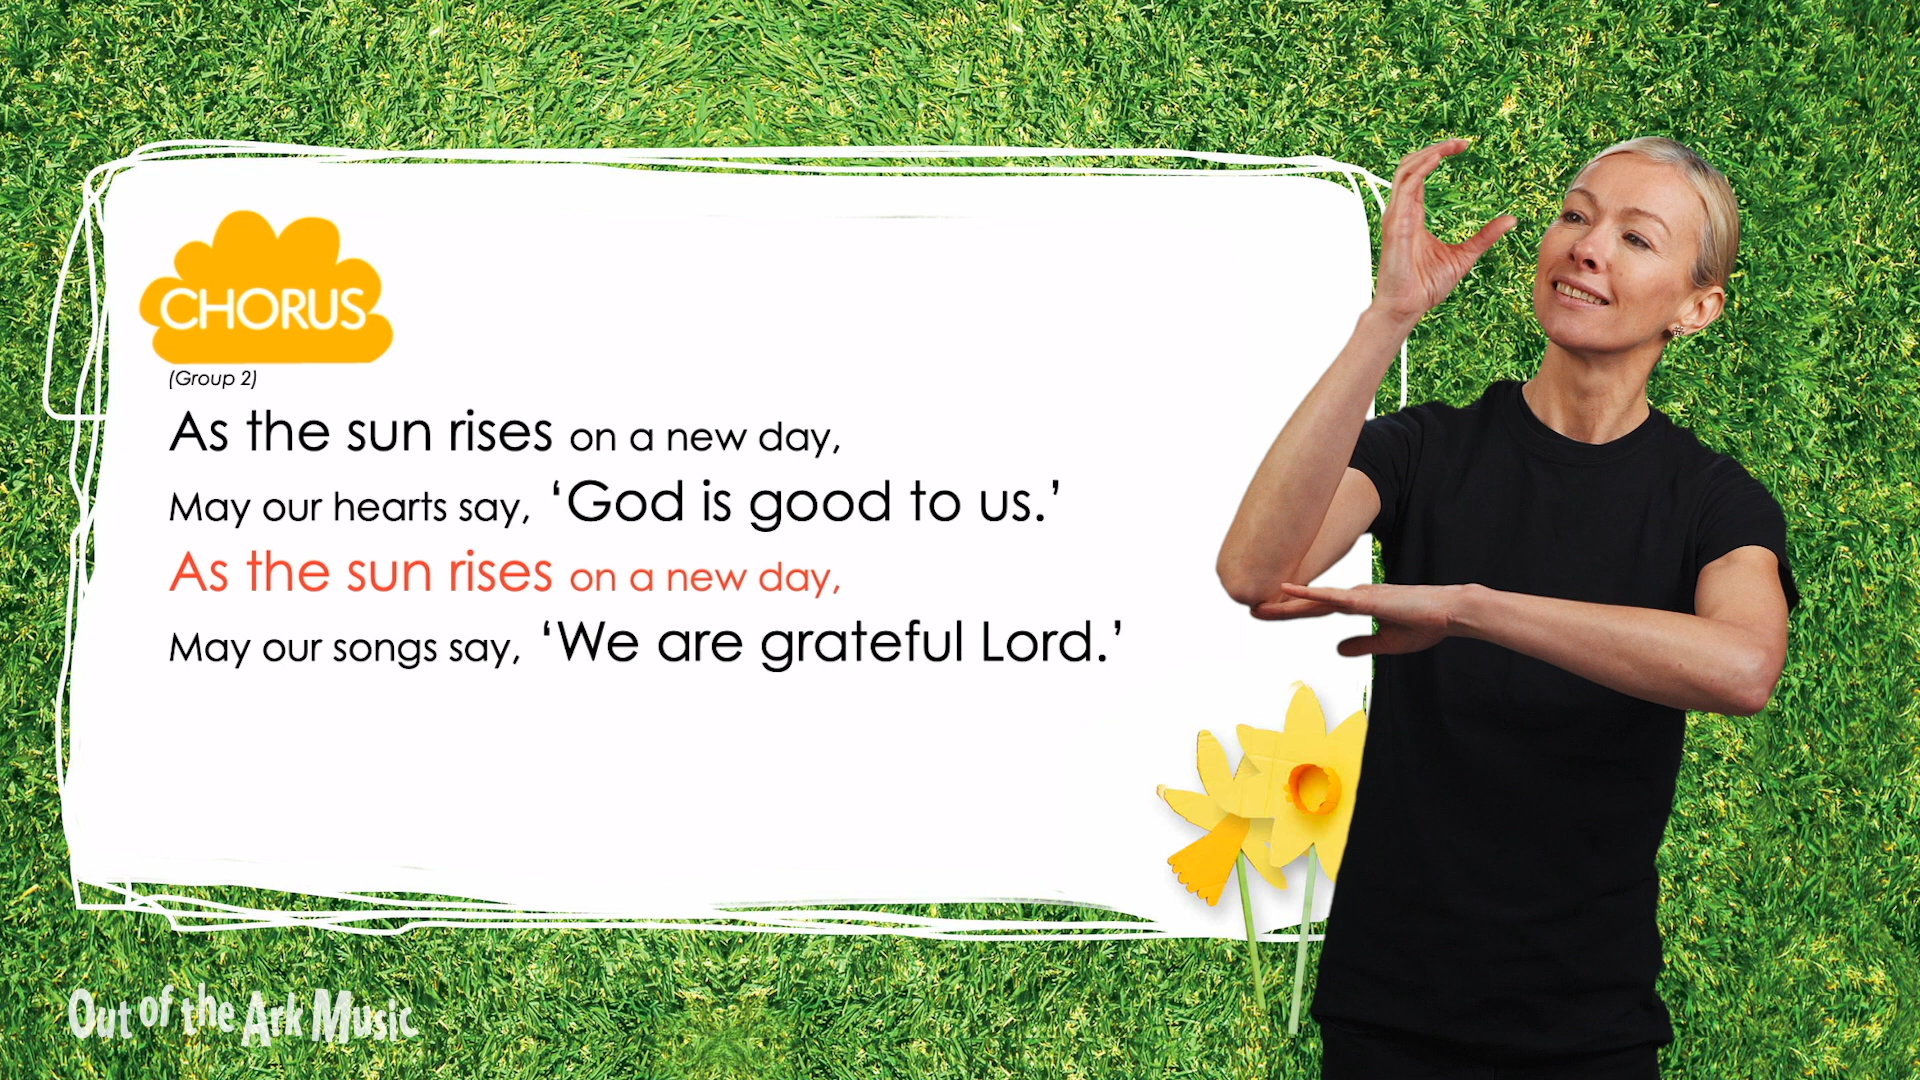 CHORUS
(Group 2)
As the sun rises on a new day,
May our hearts say, ‘God is good to us.’
As the sun rises on a new day,
May our songs say, ‘We are grateful Lord.’
Out of the Ark Music